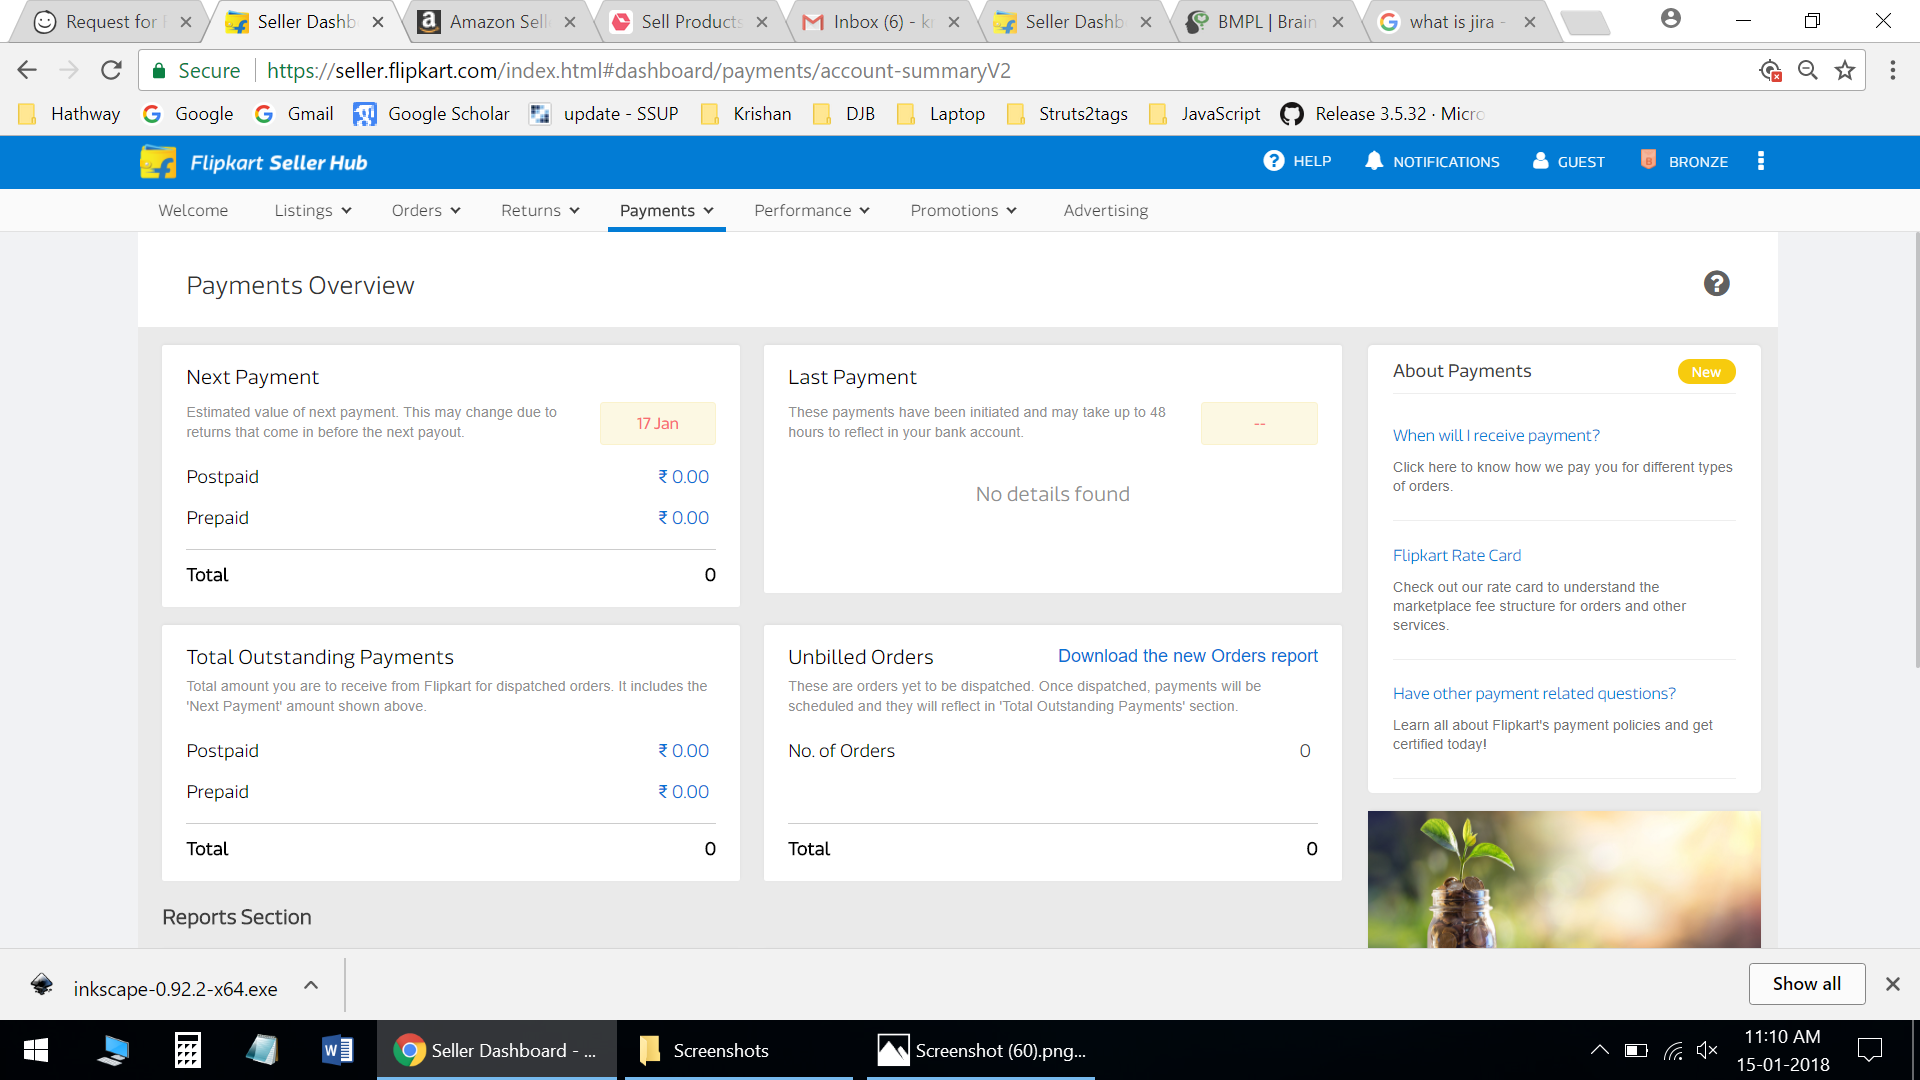 Request for
Seller Dashb
Amazon Sell
Sell Products
Inbox (6) - k
Seller Dashb
BMPL | Brain
what is jira -
Secure
https://seller.flipkart.com/index.html#dashboard/payments/account-summaryV2
Hathway
Google
Gmail
Google Scholar
update - SSUP
Krishan
DJB
Laptop
Struts2tags
JavaScript
Release 3.5.32 · Micro
Flipkart Seller Hub
HELP
NOTIFICATIONS
GUEST
BRONZE
Welcome
Listings
Orders
Returns
Payments
Performance
Promotions
Advertising
Payments Overview
Next Payment
Estimated value of next payment. This may change due to
returns that come in before the next payout.
17 Jan
Postpaid
₹ 0.00
Prepaid
₹ 0.00
Total
0
Last Payment
These payments have been initiated and may take up to 48
hours to reflect in your bank account.
--
No details found
About Payments
New
When will I receive payment?
Click here to know how we pay you for different types
of orders.
Flipkart Rate Card
Check out our rate card to understand the
marketplace fee structure for orders and other
services.
Have other payment related questions?
Learn all about Flipkart's payment policies and get
certified today!
Total Outstanding Payments
Total amount you are to receive from Flipkart for dispatched orders. It includes the
'Next Payment' amount shown above.
Postpaid
₹ 0.00
Prepaid
₹ 0.00
Total
0
Unbilled Orders
Download the new Orders report
These are orders yet to be dispatched. Once dispatched, payments will be
scheduled and they will reflect in 'Total Outstanding Payments' section.
No. of Orders
0
Total
0
Reports Section
inkscape-0.92.2-x64.exe
Show all
Seller Dashboard - ...
Screenshots
Screenshot (60).png...
11:10 AM
15-01-2018